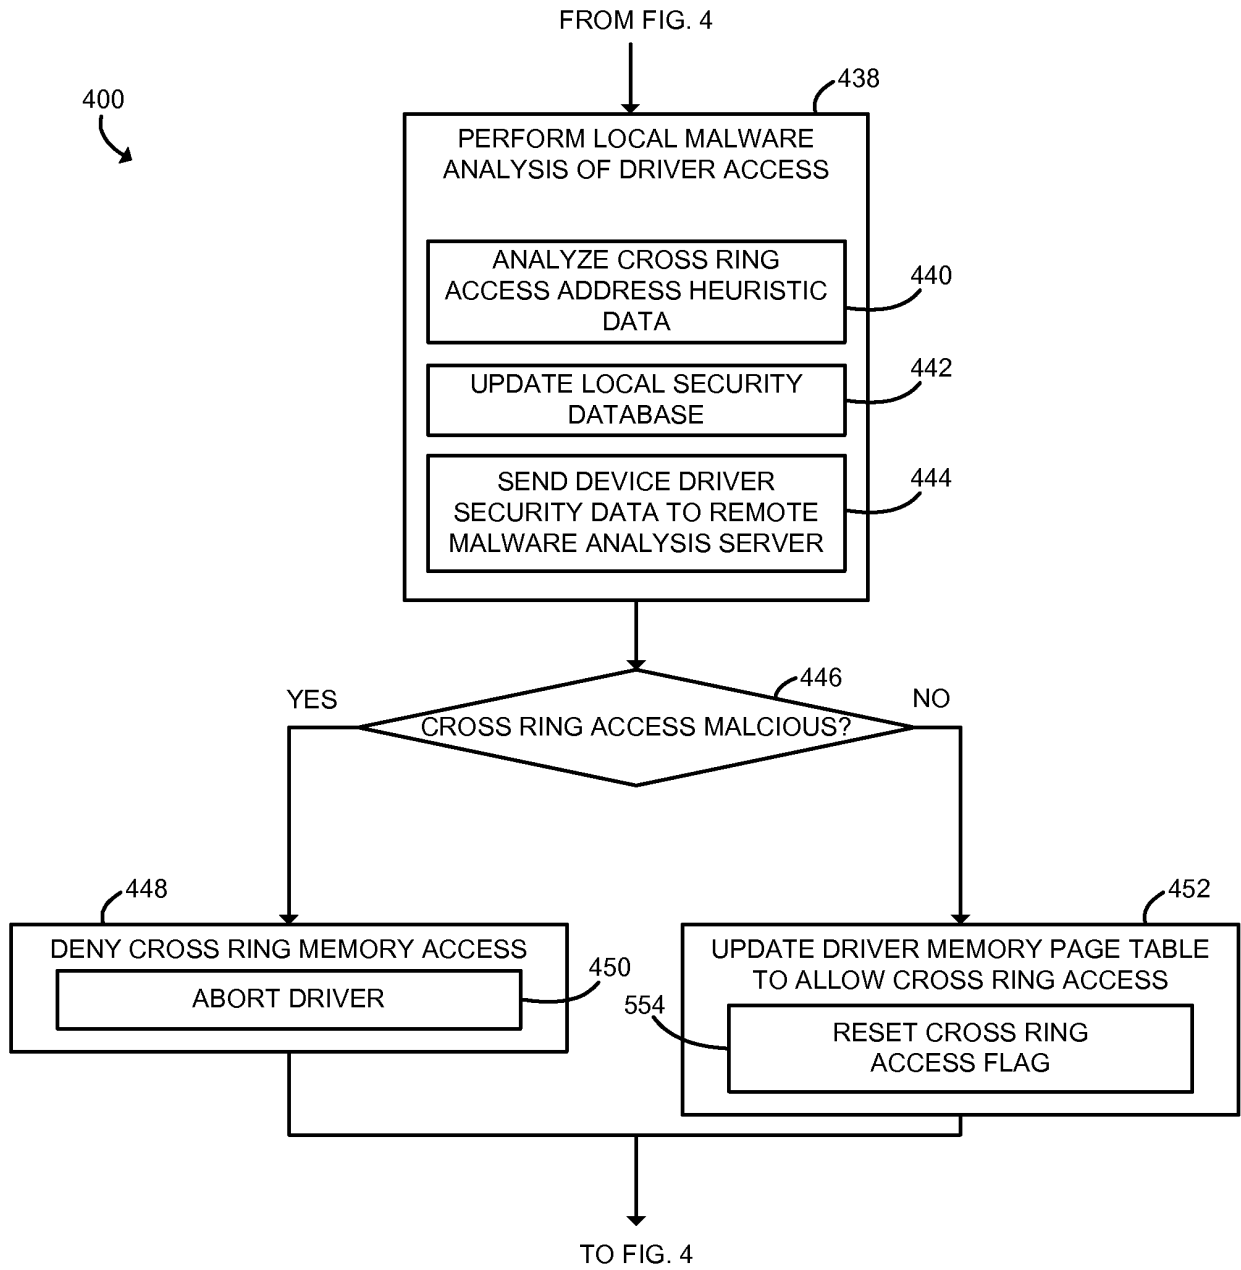 FROM FIG. 4
400
438
PERFORM LOCAL MALWARE
ANALYSIS OF DRIVER ACCESS
ANALYZE CROSS RING
ACCESS ADDRESS HEURISTIC
DATA
440
UPDATE LOCAL SECURITY
DATABASE
442
SEND DEVICE DRIVER
SECURITY DATA TO REMOTE
MALWARE ANALYSIS SERVER
444
446
YES
NO
CROSS RING ACCESS MALCIOUS?
448
DENY CROSS RING MEMORY ACCESS
ABORT DRIVER
450
452
UPDATE DRIVER MEMORY PAGE TABLE
TO ALLOW CROSS RING ACCESS
554
RESET CROSS RING
ACCESS FLAG
TO FIG. 4